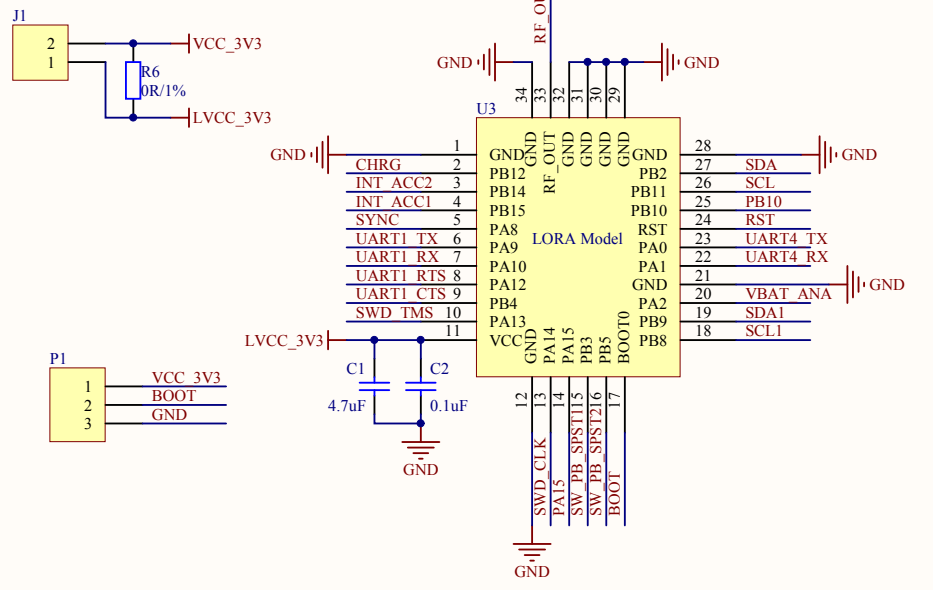 J1
2
1
VCC_3V3
R6
0R/1%
LVCC_3V3
RF_OU
GND
GND
34
33
32
31
30
29
U3
GND
RF_OUT
GND
GND
GND
GND
1
GND
CHRG
2
PB12
INT_ACC2
3
PB14
INT_ACC1
4
PB15
SYNC
5
PA8
UART1_TX
6
PA9
UART1_RX
7
PA10
UART1_RTS
8
PA12
UART1_CTS
9
PB4
SWD_TMS
10
PA13
LVCC_3V3
11
VCC
LORA Model
GND
28
GND
PB2
27
SDA
PB11
26
SCL
PB10
25
PB10
RST
24
RST
PA0
23
UART4_TX
PA1
22
UART4_RX
GND
21
GND
PA2
20
VBAT_ANA
PB9
19
SDA1
PB8
18
SCL1
GND
PA14
PA15
PB3
PB5
BOOT0
12
13
14
15
16
17
SWD_CLK
PA15
SW_PB_SPST1
SW_PB_SPST2
BOOT
GND
C1
4.7uF
C2
0.1uF
GND
P1
1
VCC_3V3
2
BOOT
3
GND